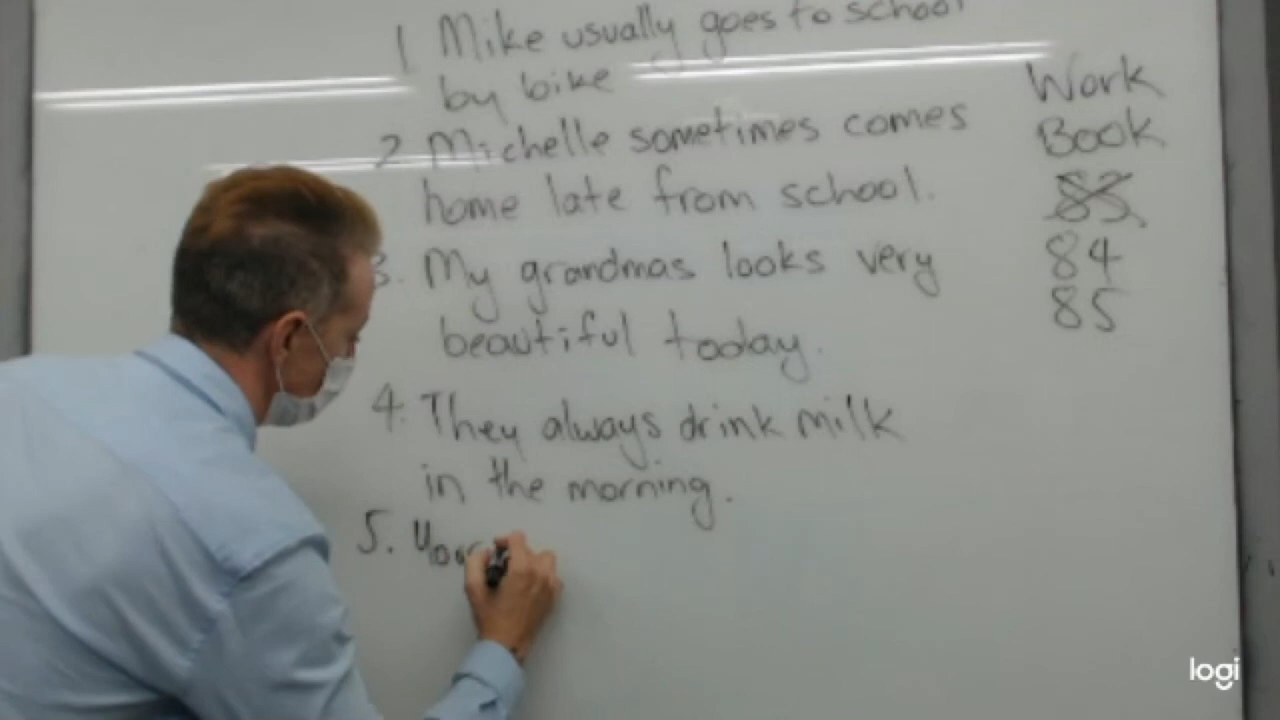 1 Mike usually goes to school
by bike
2 Michelle sometimes comes
home late from school.
3. My grandmas looks very
beautiful today.
4. They always drink milk
in the morning.
5.
Work
Book
83.
84
85
logi